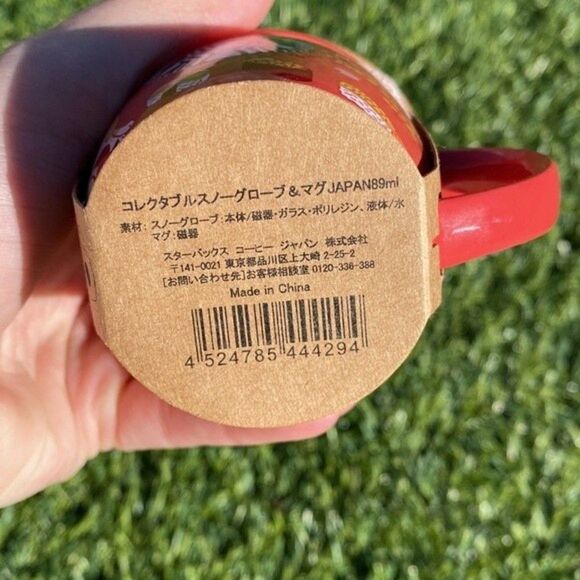 コレクタブルスノーグローブ&マグJAPAN89ml
素材: スノーグローブ:本体/磁器・ガラス・ポリレジン、液体/水
マグ:磁器
スターバックス コーヒー ジャパン 株式会社
〒141-0021 東京都品川区上大崎 2-25-2
[お問い合わせ先]お客様相談室 0120-336-388
Made in China
4 524785 444294